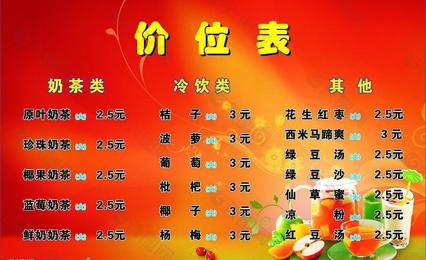 价位表
奶茶类
原叶奶茶 2.5元
珍珠奶茶 2.5元
椰果奶茶 2.5元
蓝莓奶茶 2.5元
鲜奶奶茶 2.5元
冷饮类
桔子 3元
波萝 3元
葡萄 3元
枇杷 3元
椰子 3元
杨梅 3元
其他
花生红枣 2.5元
西米马蹄爽 3元
绿豆汤 2.5元
绿豆沙 2.5元
仙草蜜 2.5元
凉粉 2.5元
红豆汤 2.5元